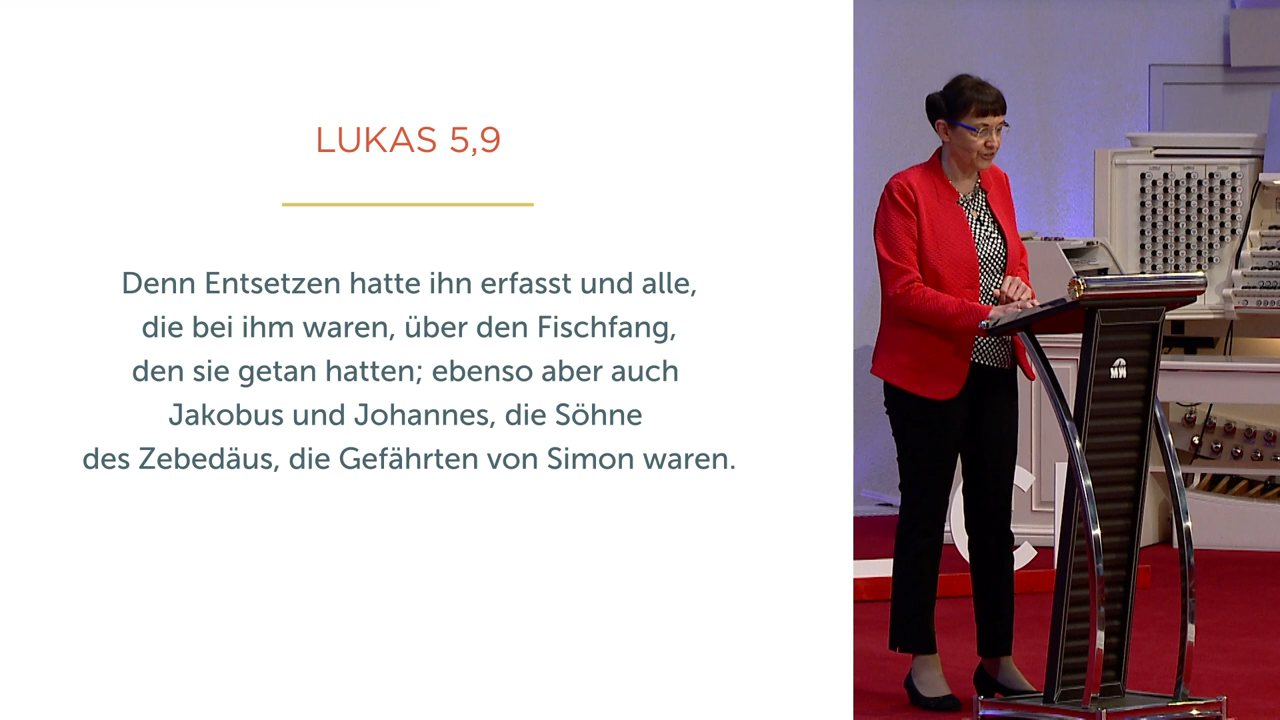 LUKAS 5,9
Denn Entsetzen hatte ihn erfasst und alle,
die bei ihm waren, über den Fischfang,
den sie getan hatten; ebenso aber auch
Jakobus und Johannes, die Söhne
des Zebedäus, die Gefährten von Simon waren.
MW